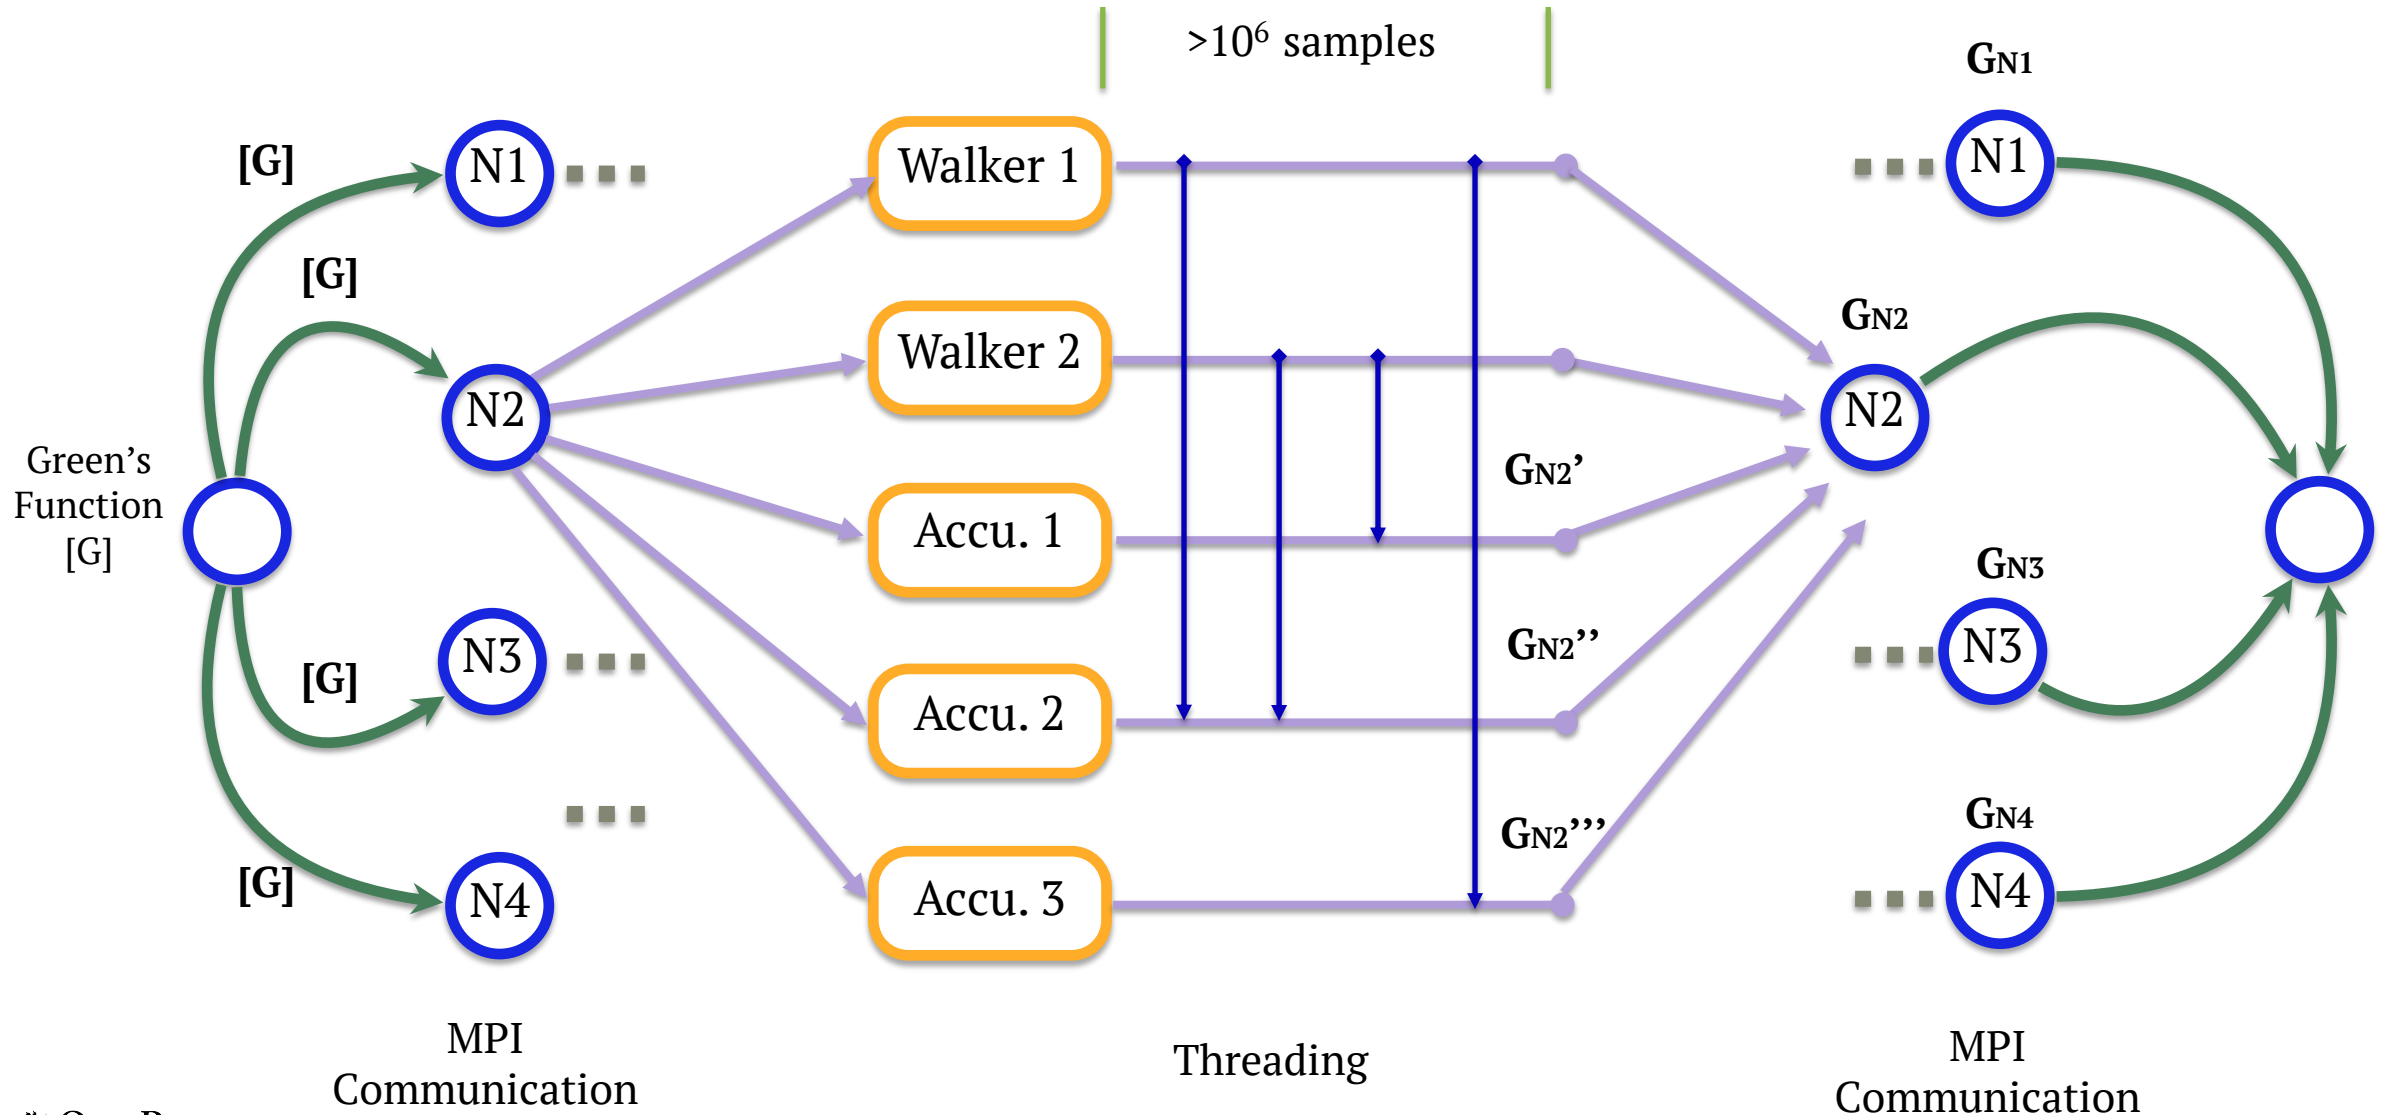 >10⁶ samples
GN1
[G]
N1
Walker 1
N1
[G]
Walker 2
GN2
N2
N2
Green’s
Function
[G]
Accu. 1
GN2’
GN3
[G]
N3
Accu. 2
GN2’’
N3
[G]
N4
Accu. 3
GN2’’’
GN4
N4
MPI
Communication
Threading
MPI
Communication